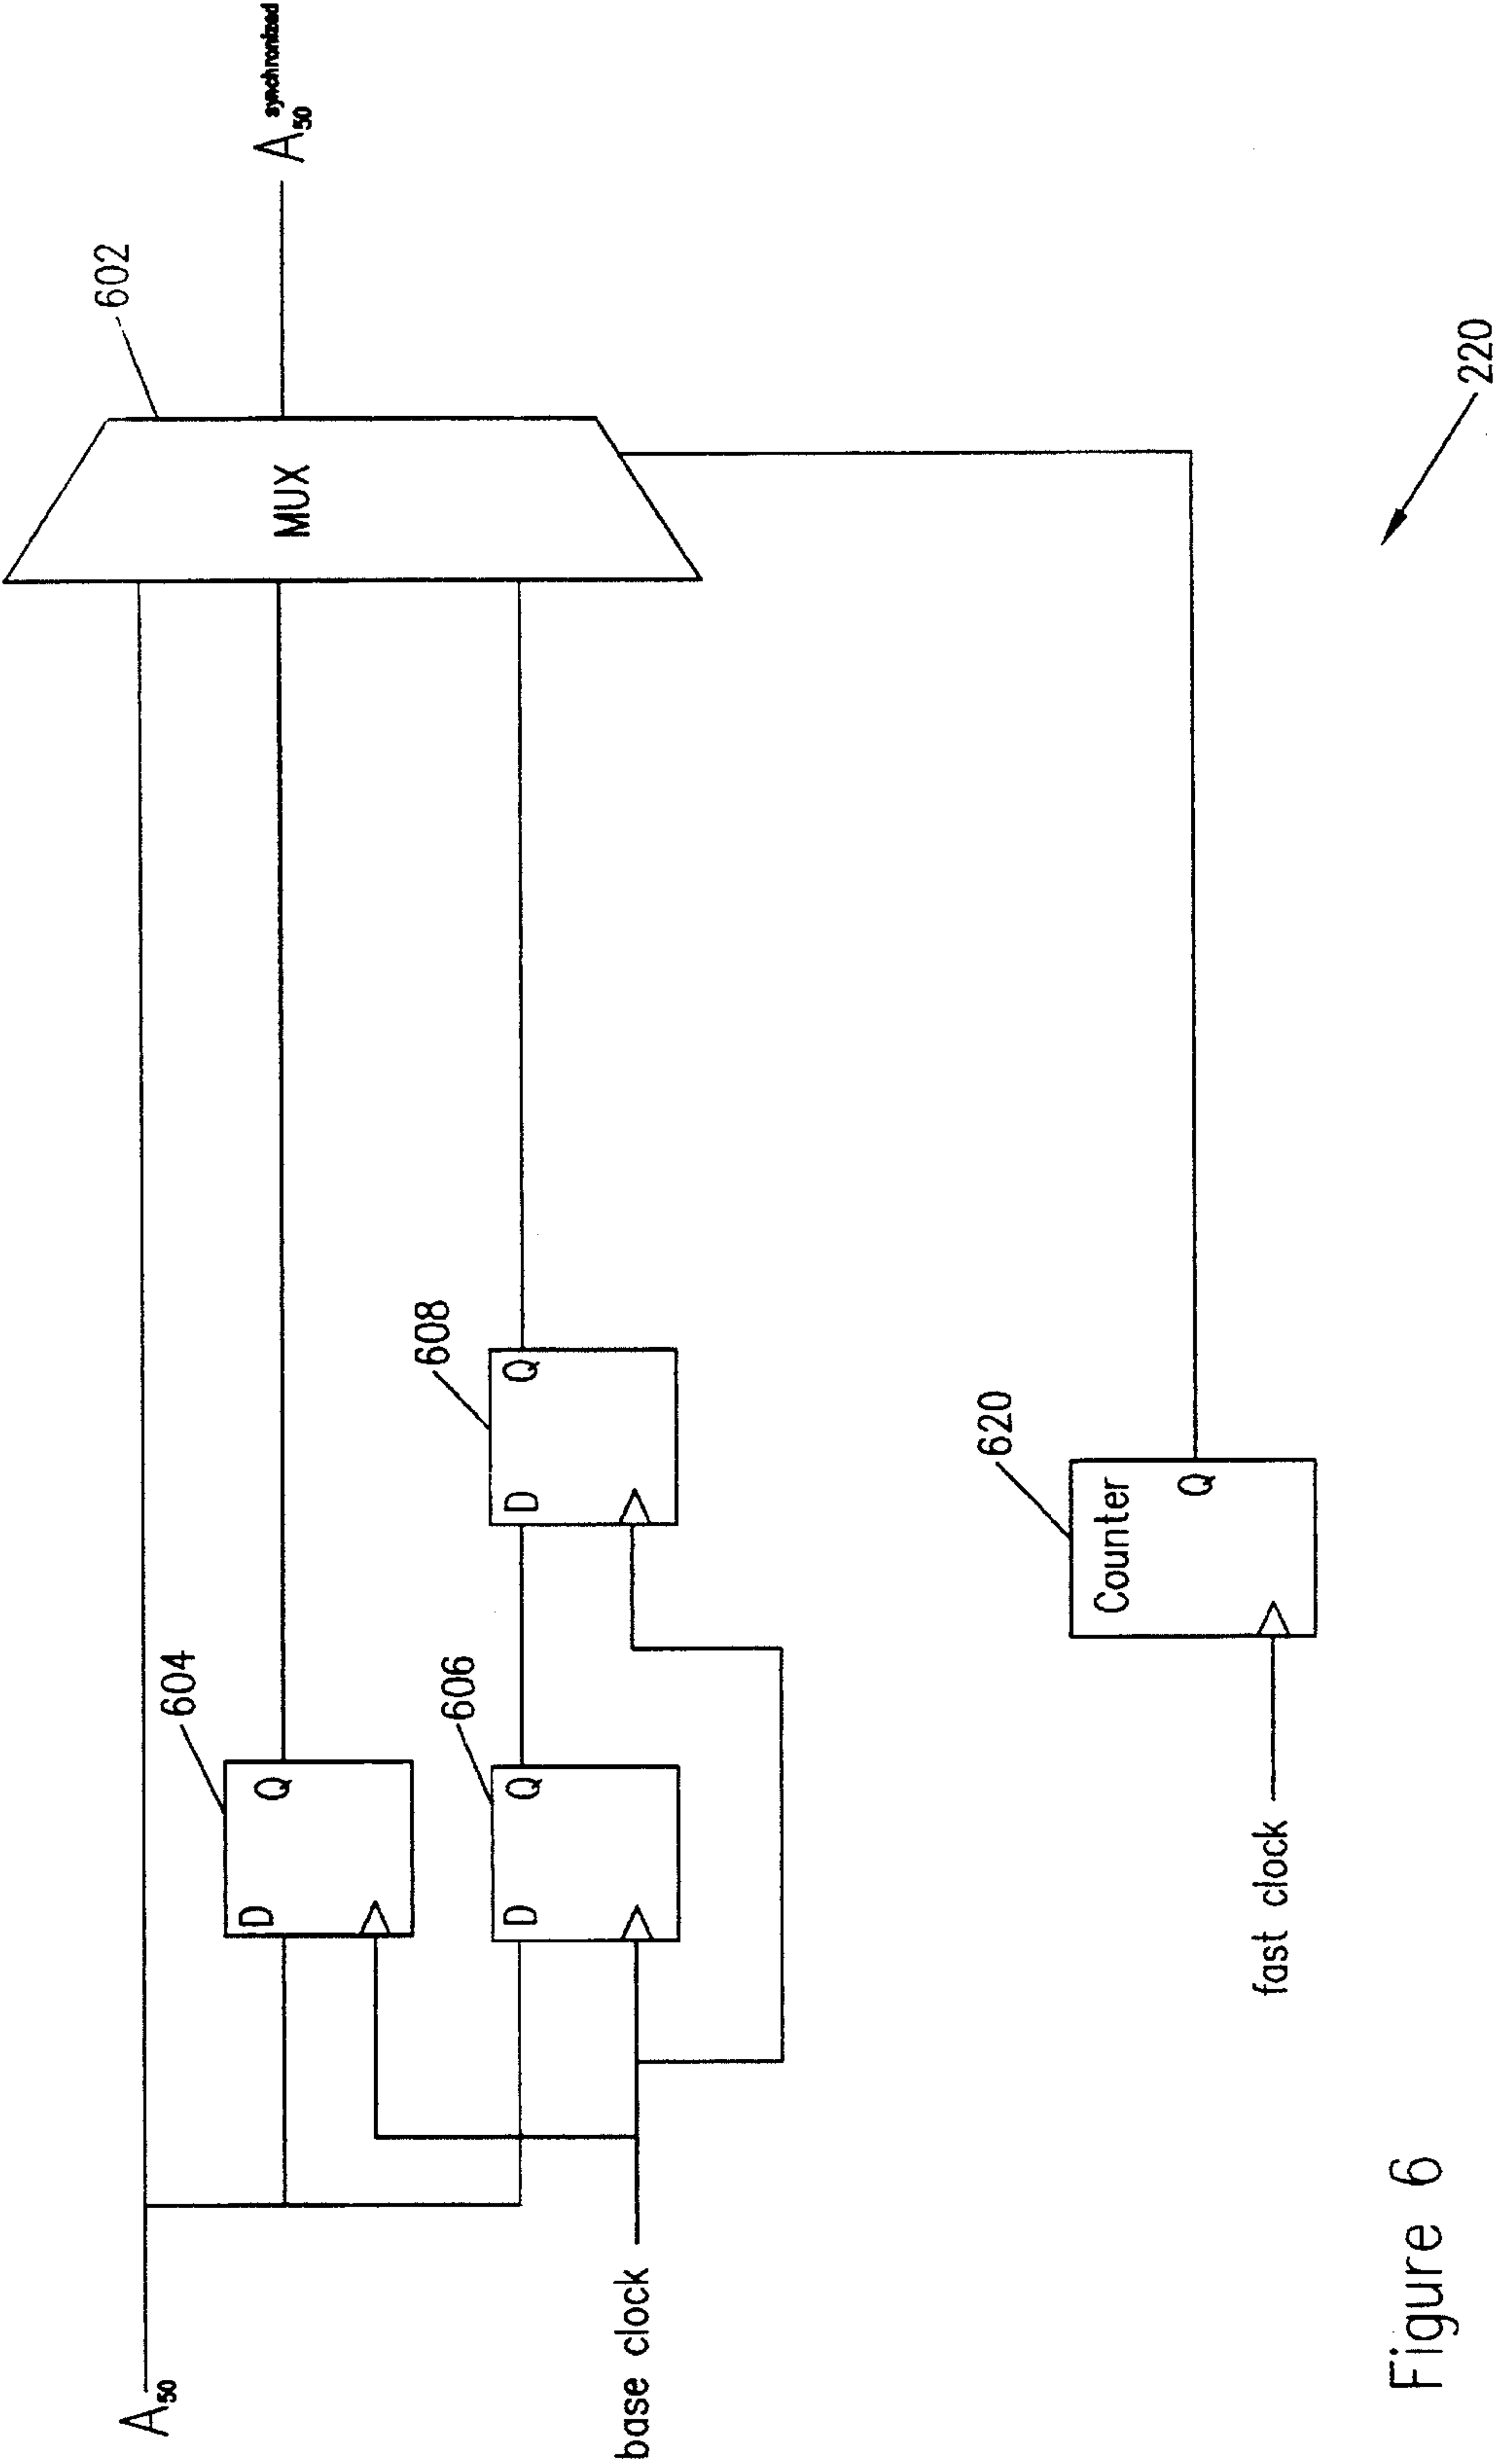 A50
A50 synchronized
602
MUX
604
D
Q
606
D
Q
608
D
Q
base clock
620
Counter
Q
fast clock
220
Figure 6